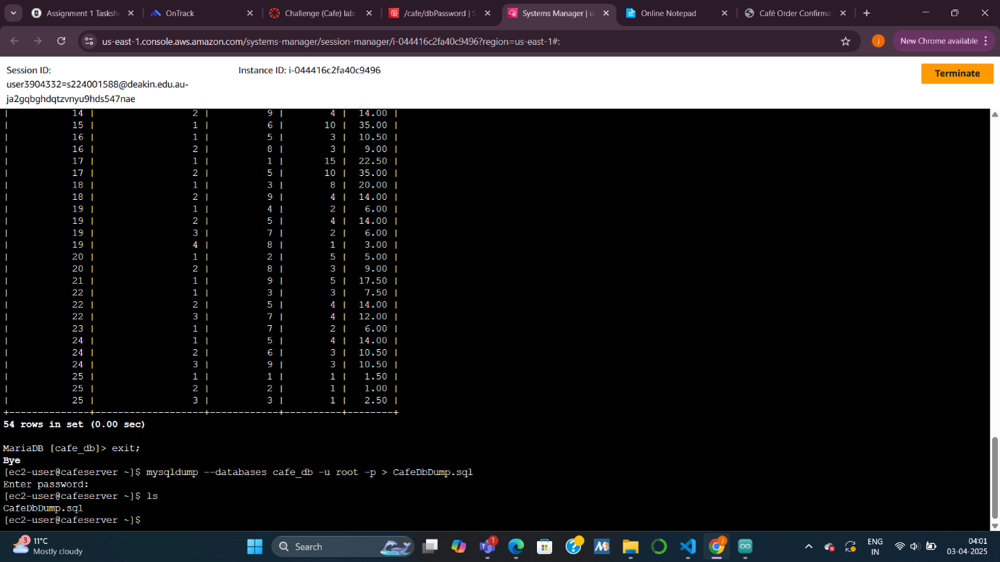 Assignment 1 Tasksh
OnTrack
Challenge (Cafe) lab:
/cafe/dbPassword | S
Systems Manager | u
Online Notepad
Café Order Confirma
us-east-1.console.aws.amazon.com/systems-manager/session-manager/i-044416c2fa40c9496?region=us-east-1#:
j
New Chrome available
Session ID:
user3904332=s224001588@deakin.edu.au-
ja2gqbghdqtzvnyu9hds547nae
Instance ID: i-044416c2fa40c9496
Terminate
| 14 | 2 | 9 | 4 | 14.00 |
| 15 | 1 | 6 | 10 | 35.00 |
| 16 | 1 | 5 | 3 | 10.50 |
| 16 | 2 | 8 | 3 | 9.00 |
| 17 | 1 | 1 | 15 | 22.50 |
| 17 | 2 | 5 | 10 | 35.00 |
| 18 | 1 | 3 | 8 | 20.00 |
| 18 | 2 | 9 | 4 | 14.00 |
| 19 | 1 | 4 | 2 | 6.00 |
| 19 | 2 | 5 | 4 | 14.00 |
| 19 | 3 | 7 | 2 | 6.00 |
| 19 | 4 | 8 | 1 | 3.00 |
| 20 | 1 | 2 | 5 | 5.00 |
| 20 | 2 | 8 | 3 | 9.00 |
| 21 | 1 | 9 | 5 | 17.50 |
| 22 | 1 | 3 | 3 | 7.50 |
| 22 | 2 | 5 | 4 | 14.00 |
| 22 | 3 | 7 | 4 | 12.00 |
| 23 | 1 | 7 | 2 | 6.00 |
| 24 | 1 | 5 | 4 | 14.00 |
| 24 | 2 | 6 | 3 | 10.50 |
| 24 | 3 | 9 | 3 | 10.50 |
| 25 | 1 | 1 | 1 | 1.50 |
| 25 | 2 | 2 | 1 | 1.00 |
| 25 | 3 | 3 | 1 | 2.50 |
+--------------+-------------------+------------+----------+--------+
54 rows in set (0.00 sec)
MariaDB [cafe_db]> exit;
Bye
[ec2-user@cafeserver ~]$ mysqldump --databases cafe_db -u root -p > CafeDbDump.sql
Enter password:
[ec2-user@cafeserver ~]$ ls
CafeDbDump.sql
[ec2-user@cafeserver ~]$
3
11°C
Mostly cloudy
Search
1
j
ENG
IN
04:01
03-04-2025